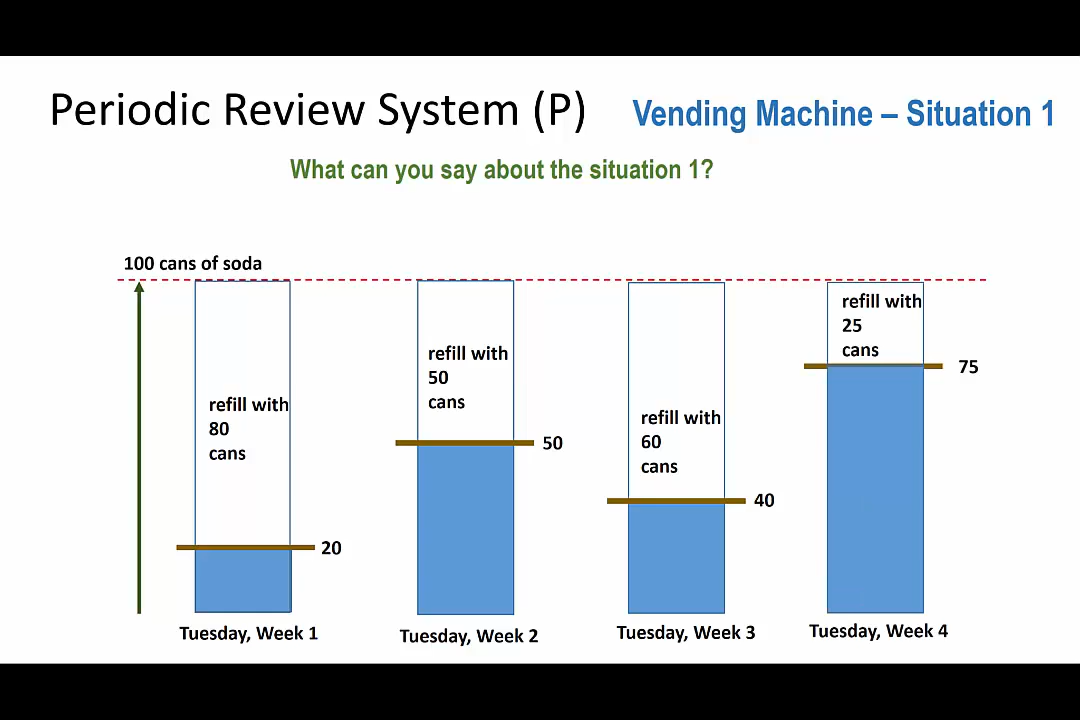 Periodic Review System (P)
Vending Machine – Situation 1
What can you say about the situation 1?
100 cans of soda
refill with
80
cans
20
Tuesday, Week 1
refill with
50
cans
50
Tuesday, Week 2
refill with
60
cans
40
Tuesday, Week 3
refill with
25
cans
75
Tuesday, Week 4